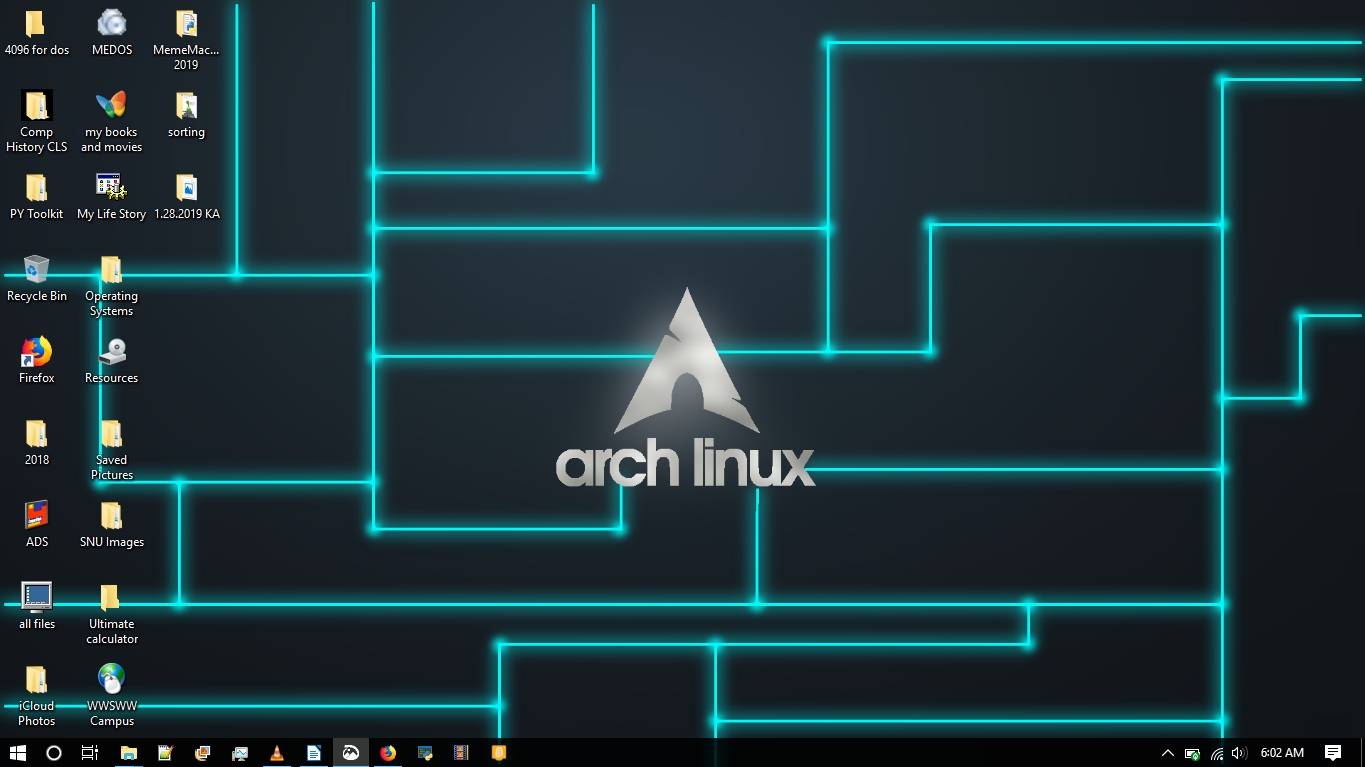 4096 for dos
MEDOS
MemeMac...
2019
Comp
History CLS
my books
and movies
sorting
PY Toolkit
My Life Story
1.28.2019 KA
Recycle Bin
Operating
Systems
Firefox
Resources
2018
Saved
Pictures
ADS
SNU Images
all files
Ultimate
calculator
iCloud
Photos
WWSWW
Campus
arch linux
6:02 AM